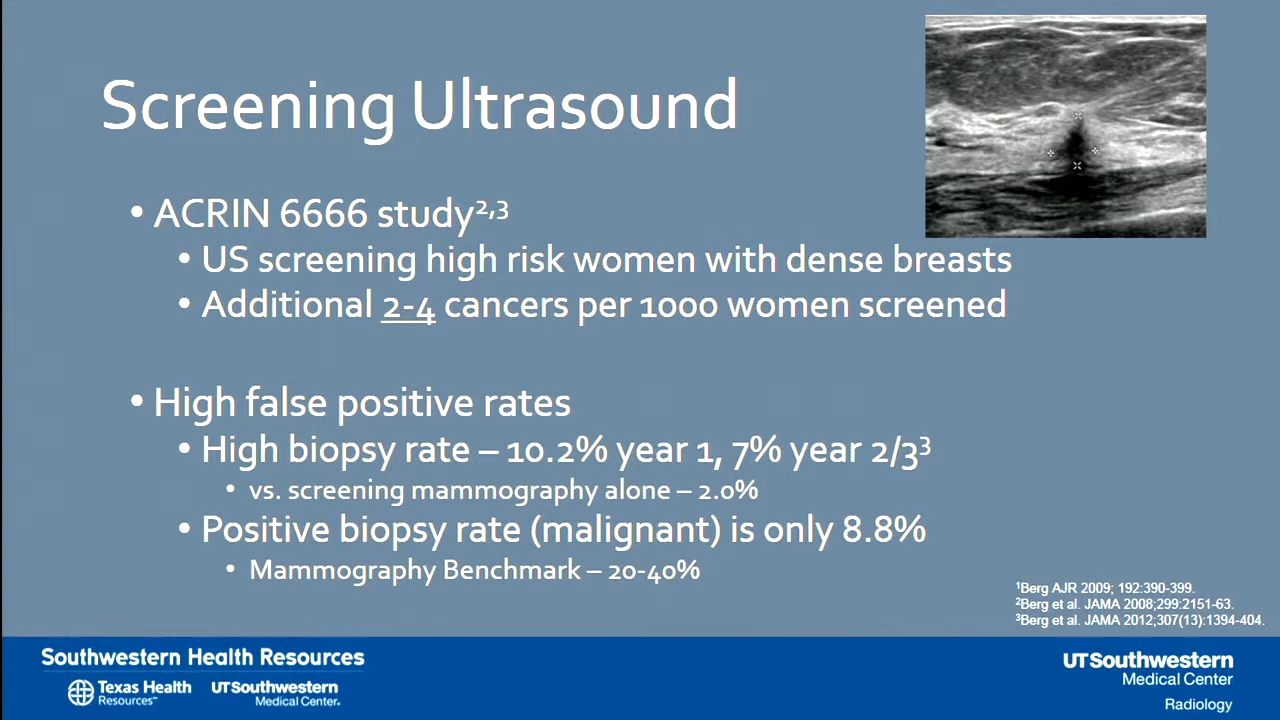 Screening Ultrasound
• ACRIN 6666 study2,3
• US screening high risk women with dense breasts
• Additional 2-4 cancers per 1000 women screened
• High false positive rates
• High biopsy rate – 10.2% year 1, 7% year 2/33
• vs. screening mammography alone – 2.0%
• Positive biopsy rate (malignant) is only 8.8%
• Mammography Benchmark – 20-40%
1Berg AJR 2009; 192:390-399.
2Berg et al. JAMA 2008;299:2151-63.
3Berg et al. JAMA 2012;307(13):1394-404.
Southwestern Health Resources
Texas Health
Resources℠
UTSouthwestern
Medical Center.
UTSouthwestern
Medical Center
Radiology